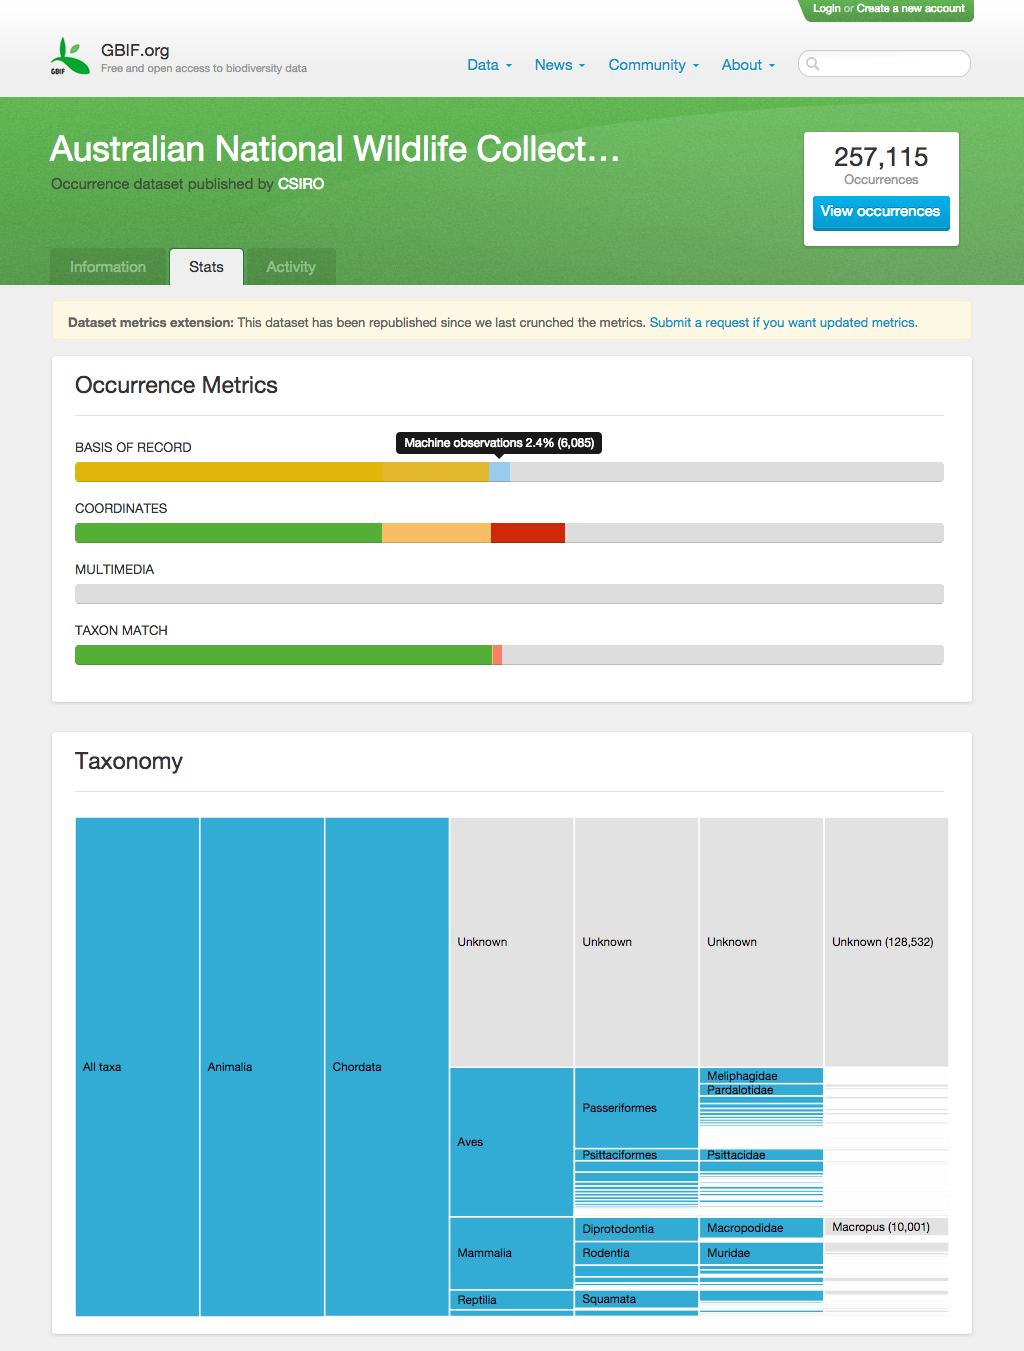 Login or Create a new account
GBIF
GBIF.org
Free and open access to biodiversity data
Data News Community About
Australian National Wildlife Collect…
Occurrence dataset published by CSIRO
257,115
Occurrences
View occurrences
Information Stats Activity
Dataset metrics extension: This dataset has been republished since we last crunched the metrics. Submit a request if you want updated metrics.
Occurrence Metrics
Machine observations 2.4% (6,085)
BASIS OF RECORD
COORDINATES
MULTIMEDIA
TAXON MATCH
Taxonomy
Unknown Unknown Unknown Unknown (128,532)
All taxa Animalia Chordata
Meliphagidae
Pardalotidae
Passeriformes
Aves
Psittaciformes Psittacidae
Diprotodontia Macropodidae Macropus (10,001)
Mammalia Rodentia Muridae
Reptilia Squamata